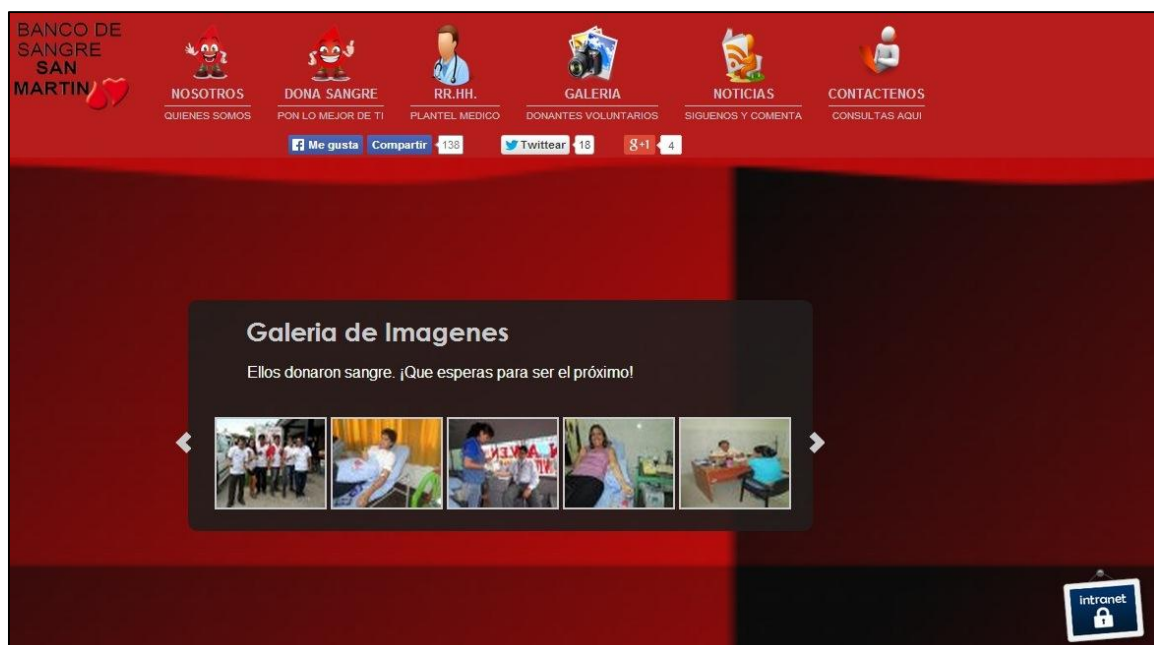 BANCO DE
SANGRE
SAN
MARTIN
NOSOTROS
QUIENES SOMOS
DONA SANGRE
PON LO MEJOR DE TI
RR.HH.
PLANTEL MEDICO
GALERIA
DONANTES VOLUNTARIOS
NOTICIAS
SIGUENOS Y COMENTA
CONTACTENOS
CONSULTAS AQUI
Me gusta Compartir 138
Twittear 18
g+1 4
Galeria de Imagenes
Ellos donaron sangre. ¡Que esperas para ser el próximo!
intranet